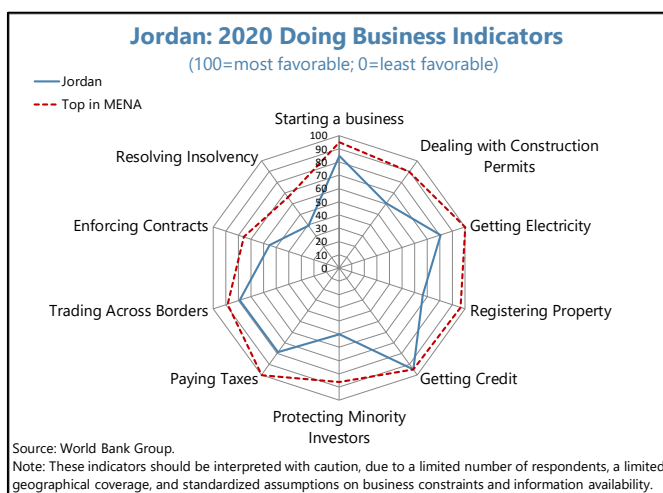 Jordan: 2020 Doing Business Indicators
(100=most favorable; 0=least favorable)
Jordan
Top in MENA
Starting a business
100
90
80
70
60
50
40
30
20
10
0
Dealing with Construction
Permits
Getting Electricity
Registering Property
Getting Credit
Protecting Minority
Investors
Paying Taxes
Trading Across Borders
Enforcing Contracts
Resolving Insolvency
Source: World Bank Group.
Note: These indicators should be interpreted with caution, due to a limited number of respondents, a limited
geographical coverage, and standardized assumptions on business constraints and information availability.